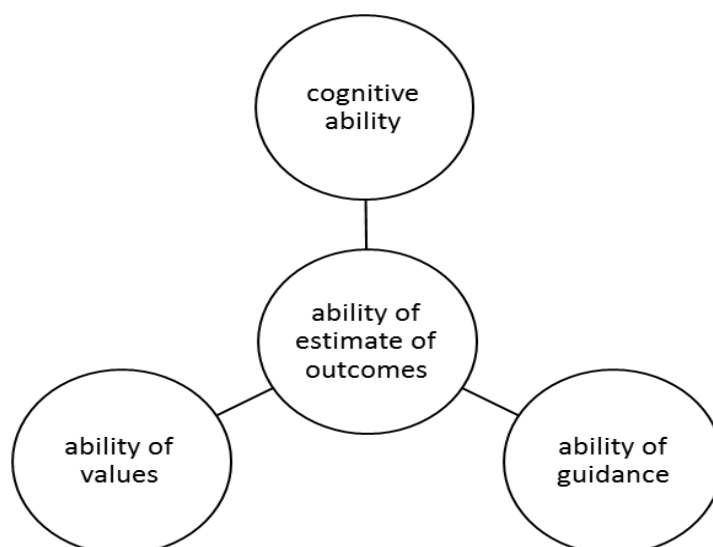 cognitive
ability
ability of
estimate of
outcomes
ability of
values
ability of
guidance